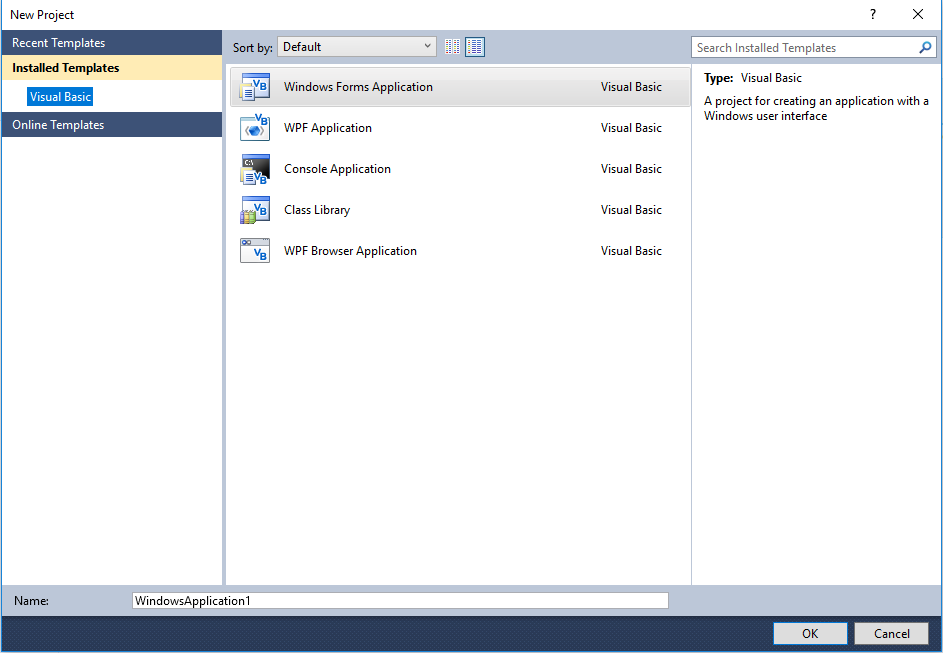 New Project
?
Recent Templates
Installed Templates
Visual Basic
Online Templates
Sort by: Default
Search Installed Templates
Windows Forms Application Visual Basic
WPF Application Visual Basic
Console Application Visual Basic
Class Library Visual Basic
WPF Browser Application Visual Basic
Type: Visual Basic
A project for creating an application with a
Windows user interface
Name: WindowsApplication1
OK Cancel